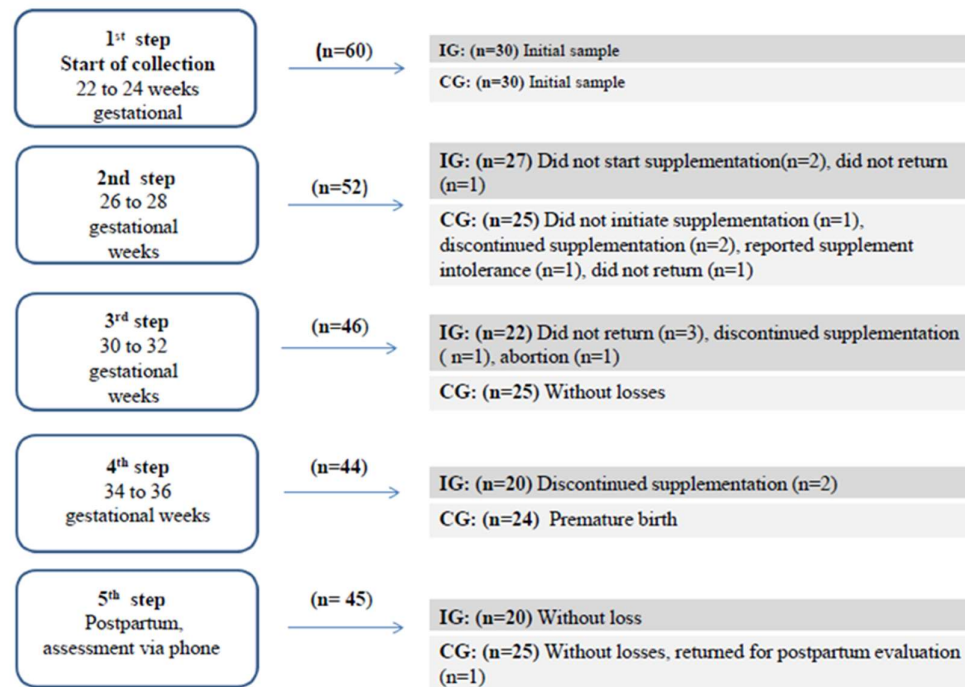 1st step
Start of collection
22 to 24 weeks
gestational
(n=60)
IG: (n=30) Initial sample
CG: (n=30) Initial sample
2nd step
26 to 28
gestational
weeks
(n=52)
IG: (n=27) Did not start supplementation(n=2), did not return
(n=1)
CG: (n=25) Did not initiate supplementation (n=1),
discontinued supplementation (n=2), reported supplement
intolerance (n=1), did not return (n=1)
3rd step
30 to 32
gestational
weeks
(n=46)
IG: (n=22) Did not return (n=3), discontinued supplementation
( n=1), abortion (n=1)
CG: (n=25) Without losses
4th step
34 to 36
gestational weeks
(n=44)
IG: (n=20) Discontinued supplementation (n=2)
CG: (n=24) Premature birth
5th step
Postpartum,
assessment via phone
(n= 45)
IG: (n=20) Without loss
CG: (n=25) Without losses, returned for postpartum evaluation
(n=1)